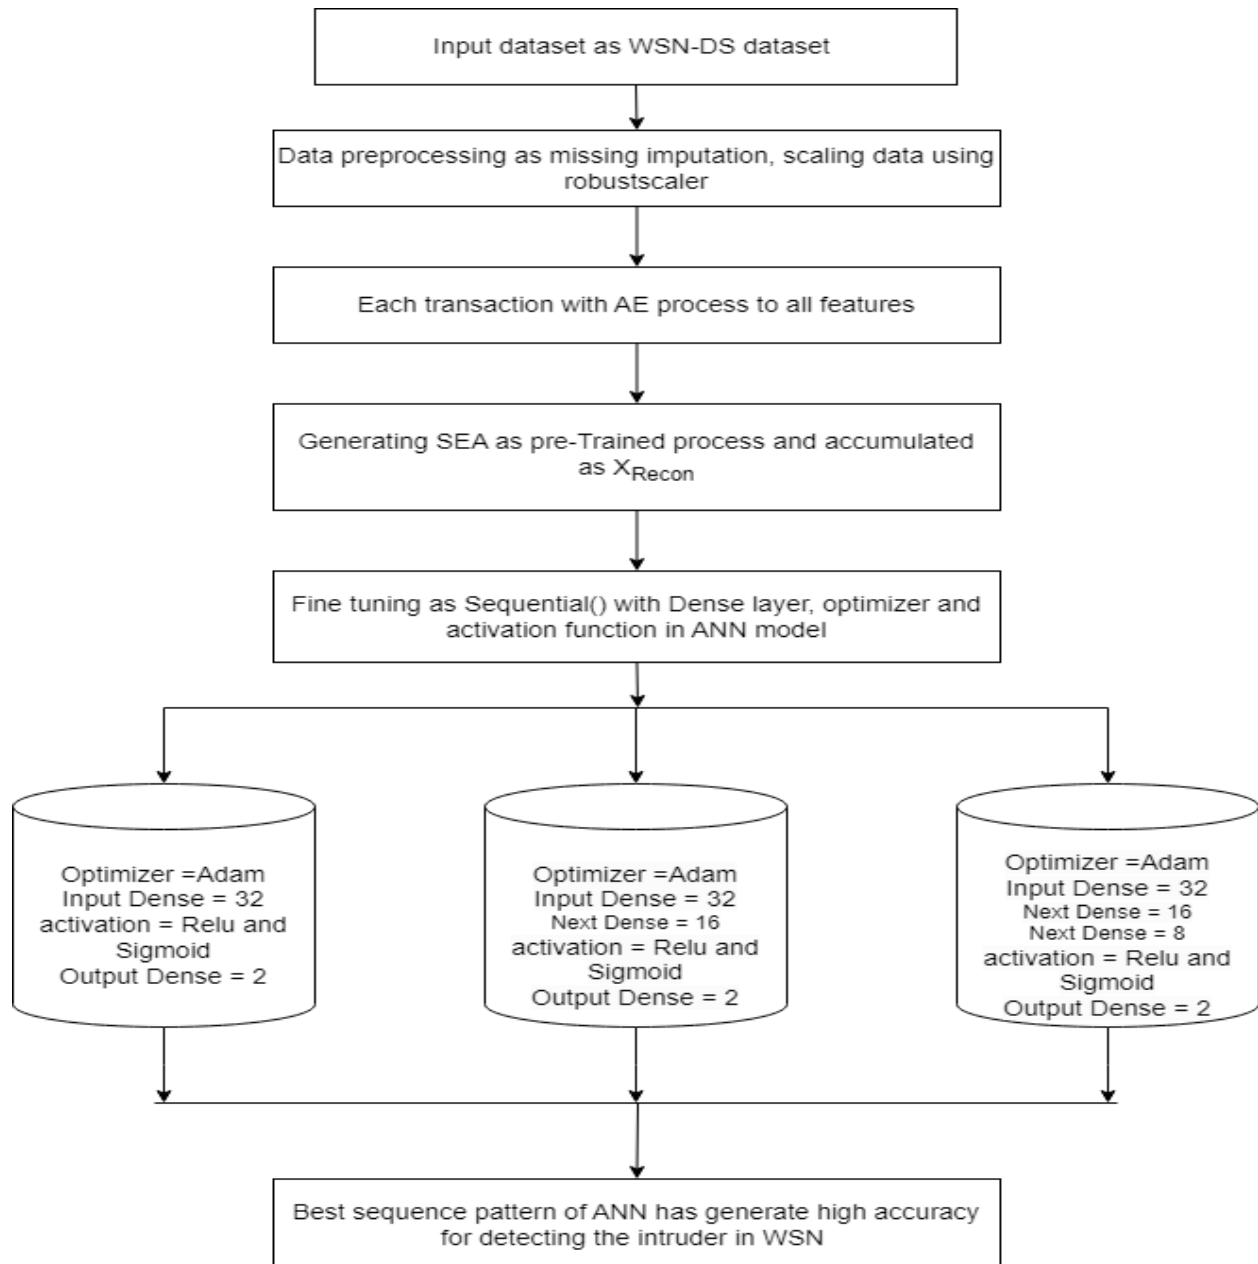 Input dataset as WSN-DS dataset
Data preprocessing as missing imputation, scaling data using
robustscaler
Each transaction with AE process to all features
Generating SEA as pre-Trained process and accumulated
as XRecon
Fine tuning as Sequential() with Dense layer, optimizer and
activation function in ANN model
Optimizer =Adam
Input Dense = 32
activation = Relu and
Sigmoid
Output Dense = 2
Optimizer =Adam
Input Dense = 32
Next Dense = 16
activation = Relu and
Sigmoid
Output Dense = 2
Optimizer =Adam
Input Dense = 32
Next Dense = 16
Next Dense = 8
activation = Relu and
Sigmoid
Output Dense = 2
Best sequence pattern of ANN has generate high accuracy
for detecting the intruder in WSN